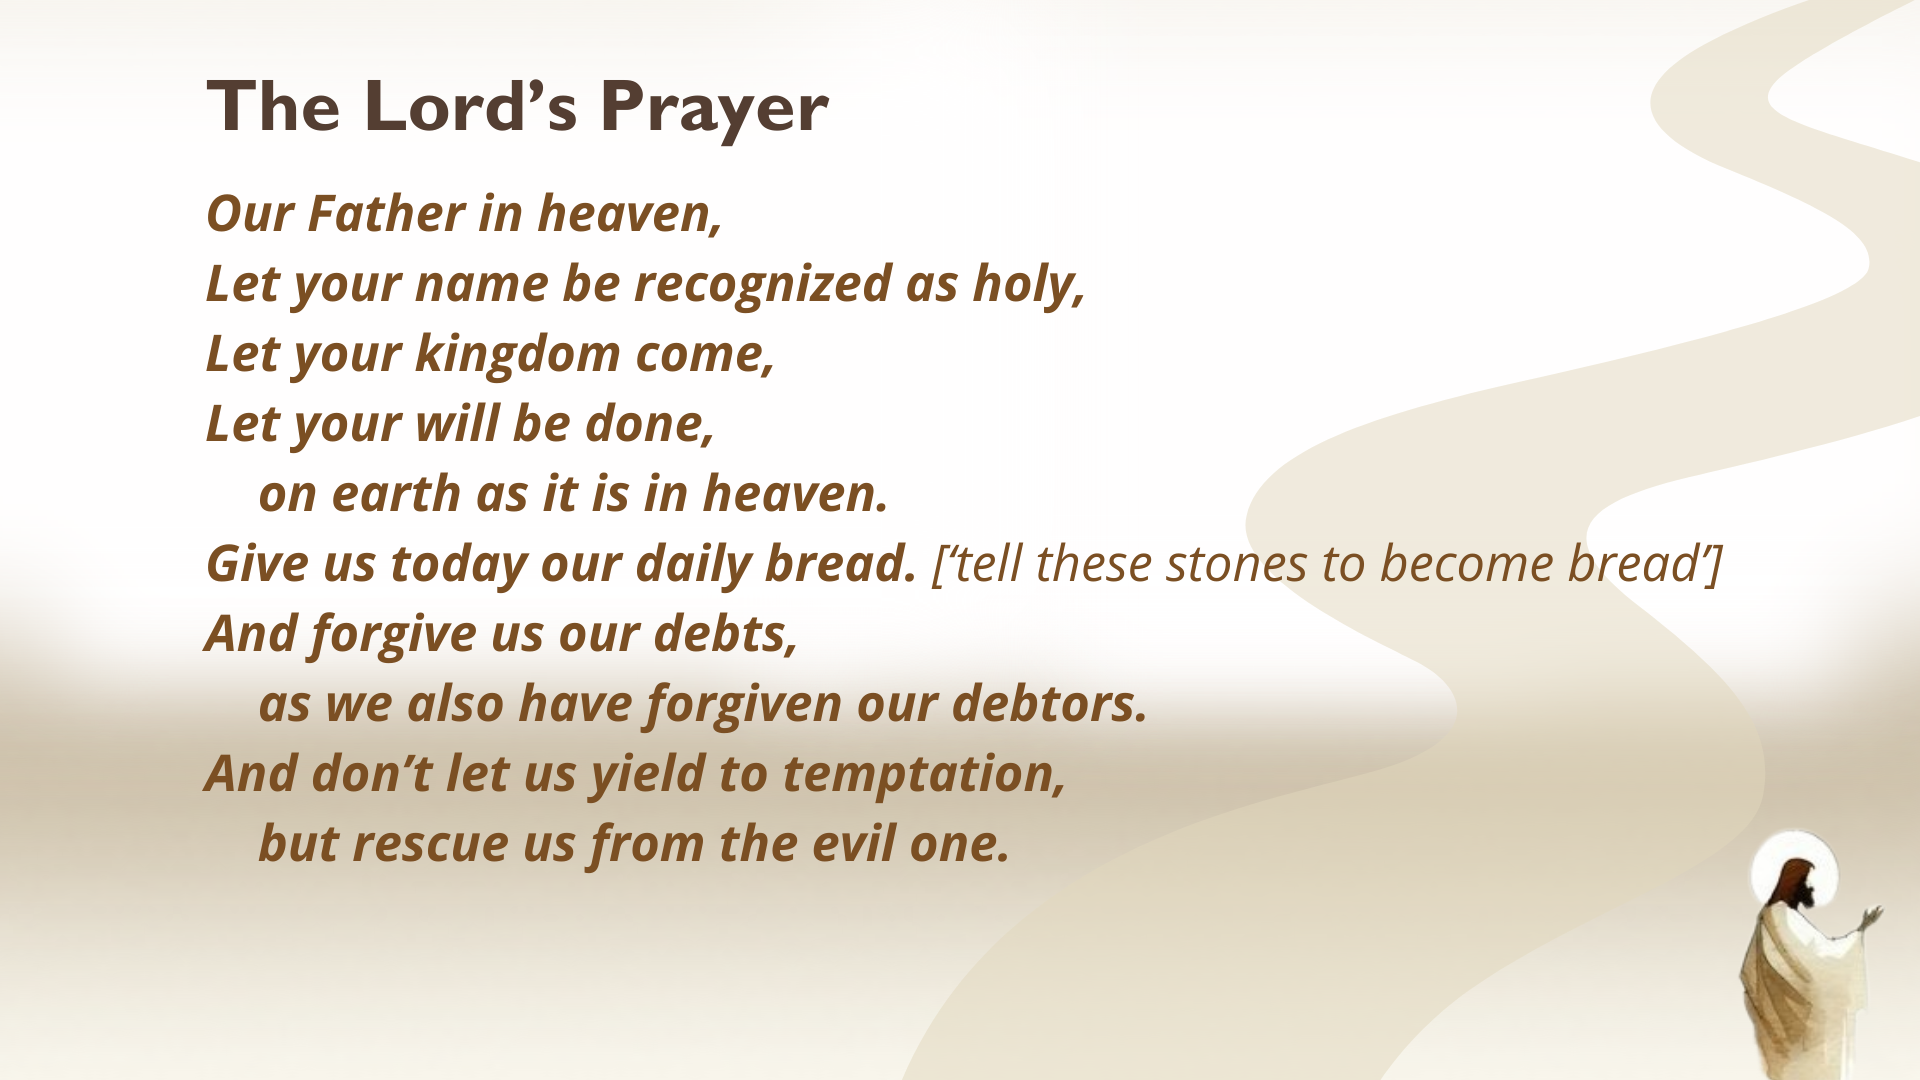 The Lord’s Prayer
Our Father in heaven,
Let your name be recognized as holy,
Let your kingdom come,
Let your will be done,
on earth as it is in heaven.
Give us today our daily bread. [‘tell these stones to become bread’]
And forgive us our debts,
as we also have forgiven our debtors.
And don’t let us yield to temptation,
but rescue us from the evil one.